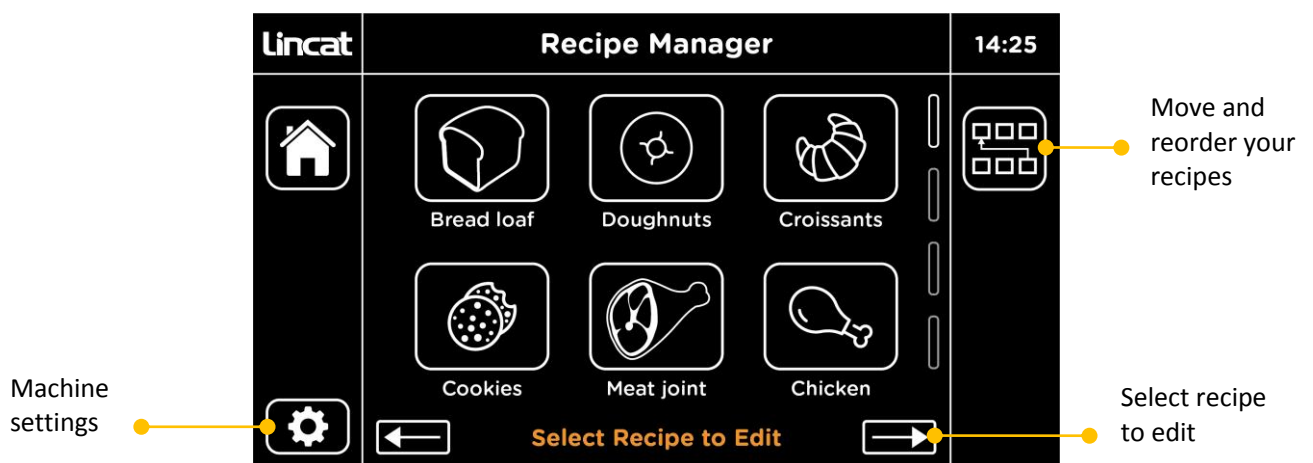 Lincat
Recipe Manager
14:25
Bread loaf
Doughnuts
Croissants
Move and
reorder your
recipes
Cookies
Meat joint
Chicken
Machine
settings
Select Recipe to Edit
Select recipe
to edit